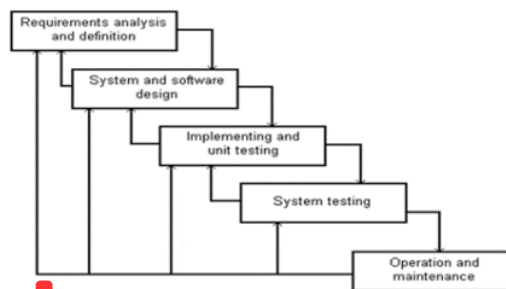 Requirements analysis
and definition
System and software
design
Implementing and
unit testing
System testing
Operation and
maintenance